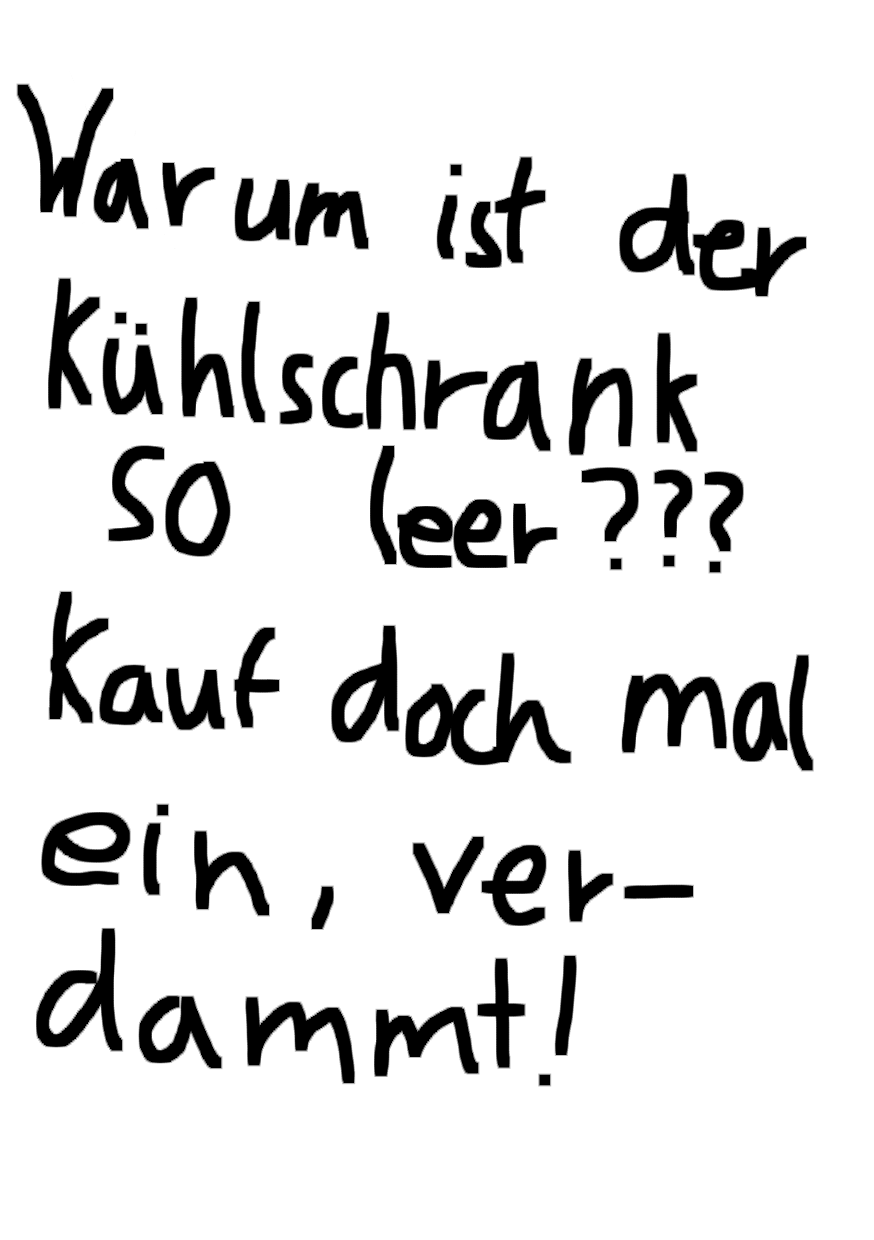 Warum ist der
Kühlschrank
so leer???
Kauf doch mal
ein, ver-
dammt!